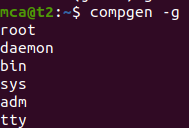 mca@t2:~$ compgen -g
root
daemon
bin
sys
adm
tty